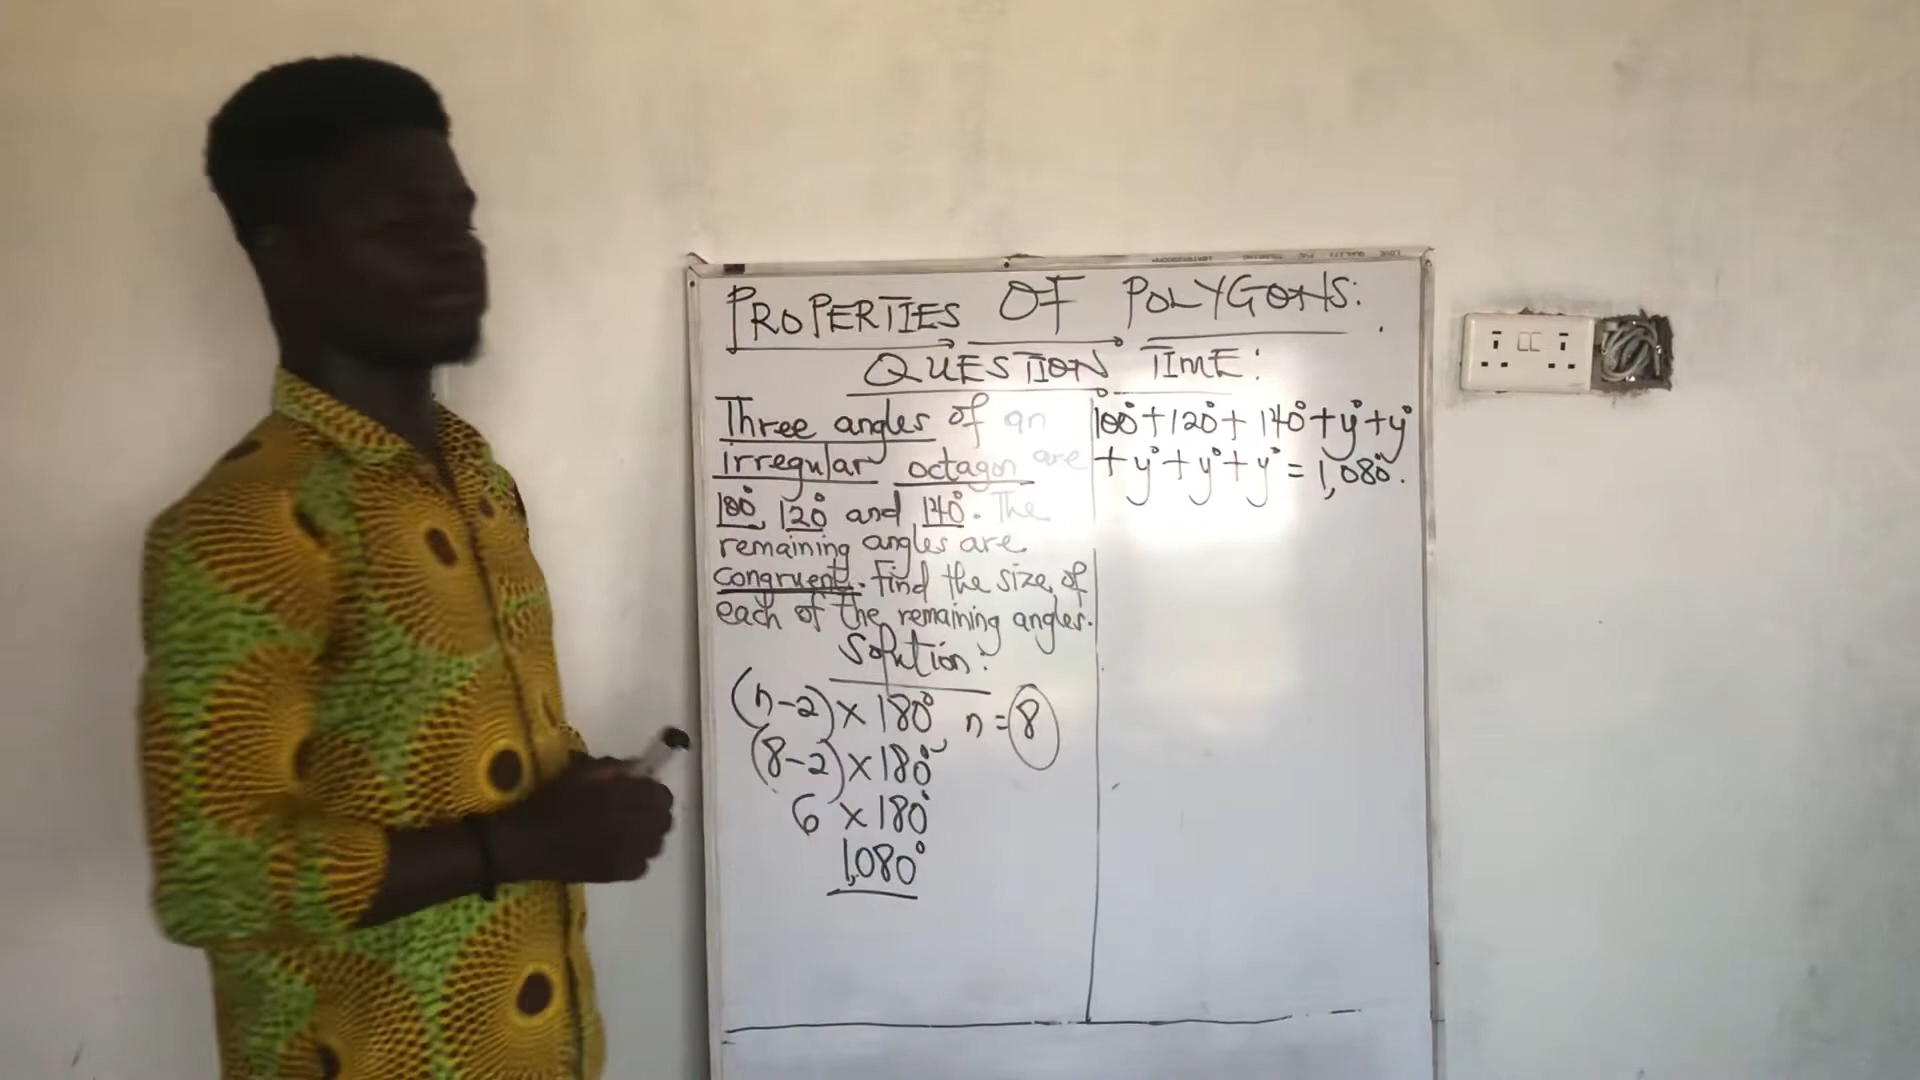 PROPERTIES OF POLYGONS:
QUESTION TIME:
Three angles of an
irregular octagon are
100°, 120° and 140°. The
remaining angles are
congruent. Find the size of
each of the remaining angles.
Solution:
(n-2) × 180°, n = 8
(8-2) × 180°
6 × 180°
1,080°
100° + 120° + 140° + y° + y°
+ y° + y° + y° = 1,080°.